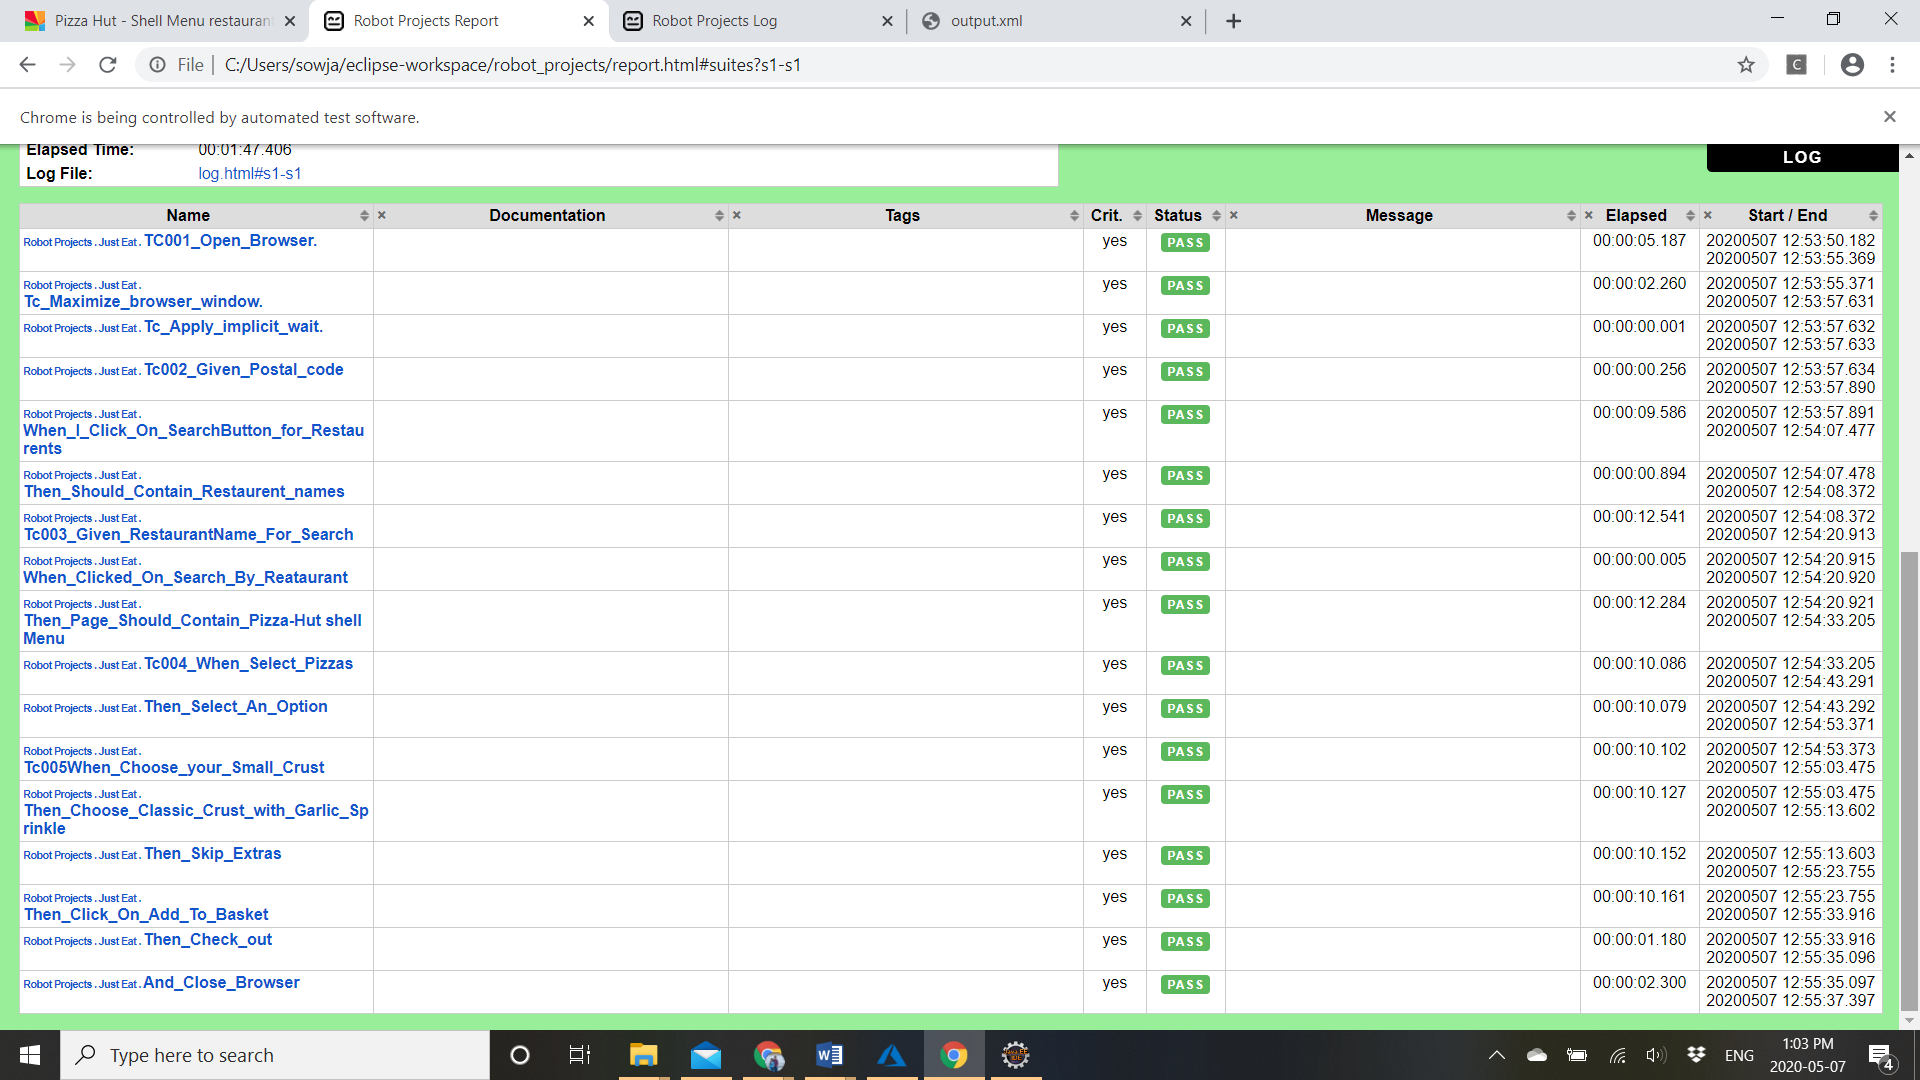 Pizza Hut - Shell Menu restauran
Robot Projects Report
Robot Projects Log
output.xml
File
C:/Users/sowja/eclipse-workspace/robot_projects/report.html#suites?s1-s1
C
Chrome is being controlled by automated test software.
Elapsed Time: 00:01:47.406
LOG
Log File: log.html#s1-s1
Name × Documentation × Tags Crit. Status × Message × Elapsed × Start / End
Robot Projects . Just Eat . TC001_Open_Browser. yes PASS 00:00:05.187 20200507 12:53:50.182
20200507 12:53:55.369
Robot Projects . Just Eat . yes PASS 00:00:02.260 20200507 12:53:55.371
Tc_Maximize_browser_window. 20200507 12:53:57.631
Robot Projects . Just Eat . Tc_Apply_implicit_wait. yes PASS 00:00:00.001 20200507 12:53:57.632
20200507 12:53:57.633
Robot Projects . Just Eat . Tc002_Given_Postal_code yes PASS 00:00:00.256 20200507 12:53:57.634
20200507 12:53:57.890
Robot Projects . Just Eat . yes PASS 00:00:09.586 20200507 12:53:57.891
When_I_Click_On_SearchButton_for_Restau 20200507 12:54:07.477
rents
Robot Projects . Just Eat . yes PASS 00:00:00.894 20200507 12:54:07.478
Then_Should_Contain_Restaurent_names 20200507 12:54:08.372
Robot Projects . Just Eat . yes PASS 00:00:12.541 20200507 12:54:08.372
Tc003_Given_RestaurantName_For_Search 20200507 12:54:20.913
Robot Projects . Just Eat . yes PASS 00:00:00.005 20200507 12:54:20.915
When_Clicked_On_Search_By_Reataurant 20200507 12:54:20.920
Robot Projects . Just Eat . yes PASS 00:00:12.284 20200507 12:54:20.921
Then_Page_Should_Contain_Pizza-Hut shell 20200507 12:54:33.205
Menu
Robot Projects . Just Eat . Tc004_When_Select_Pizzas yes PASS 00:00:10.086 20200507 12:54:33.205
20200507 12:54:43.291
Robot Projects . Just Eat . Then_Select_An_Option yes PASS 00:00:10.079 20200507 12:54:43.292
20200507 12:54:53.371
Robot Projects . Just Eat . yes PASS 00:00:10.102 20200507 12:54:53.373
Tc005When_Choose_your_Small_Crust 20200507 12:55:03.475
Robot Projects . Just Eat . yes PASS 00:00:10.127 20200507 12:55:03.475
Then_Choose_Classic_Crust_with_Garlic_Sp 20200507 12:55:13.602
rinkle
Robot Projects . Just Eat . Then_Skip_Extras yes PASS 00:00:10.152 20200507 12:55:13.603
20200507 12:55:23.755
Robot Projects . Just Eat . yes PASS 00:00:10.161 20200507 12:55:23.755
Then_Click_On_Add_To_Basket 20200507 12:55:33.916
Robot Projects . Just Eat . Then_Check_out yes PASS 00:00:01.180 20200507 12:55:33.916
20200507 12:55:35.096
Robot Projects . Just Eat . And_Close_Browser yes PASS 00:00:02.300 20200507 12:55:35.097
20200507 12:55:37.397
Type here to search
ENG
1:03 PM
2020-05-07
4